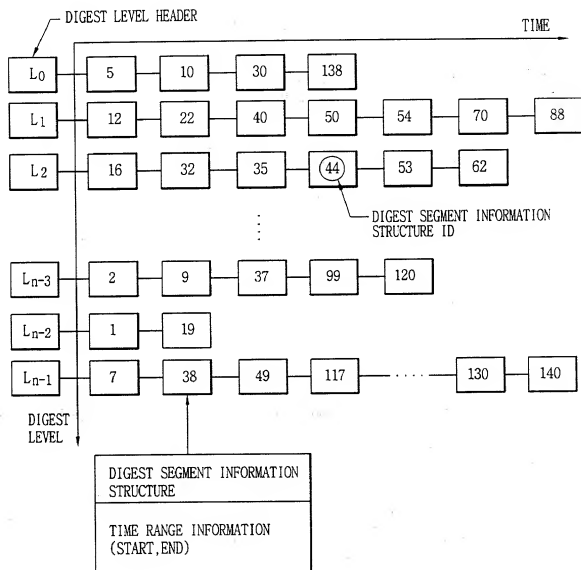 DIGEST LEVEL HEADER
TIME
L0 5 10 30 138
L1 12 22 40 50 54 70 88
L2 16 32 35 44 53 62
DIGEST SEGMENT INFORMATION
STRUCTURE ID
Ln-3 2 9 37 99 120
Ln-2 1 19
Ln-1 7 38 49 117 ···· 130 140
DIGEST
LEVEL
DIGEST SEGMENT INFORMATION
STRUCTURE
TIME RANGE INFORMATION
(START,END)